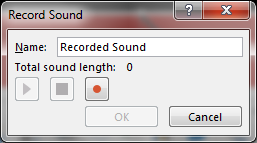 Record Sound
Name: Recorded Sound
Total sound length: 0
OK Cancel